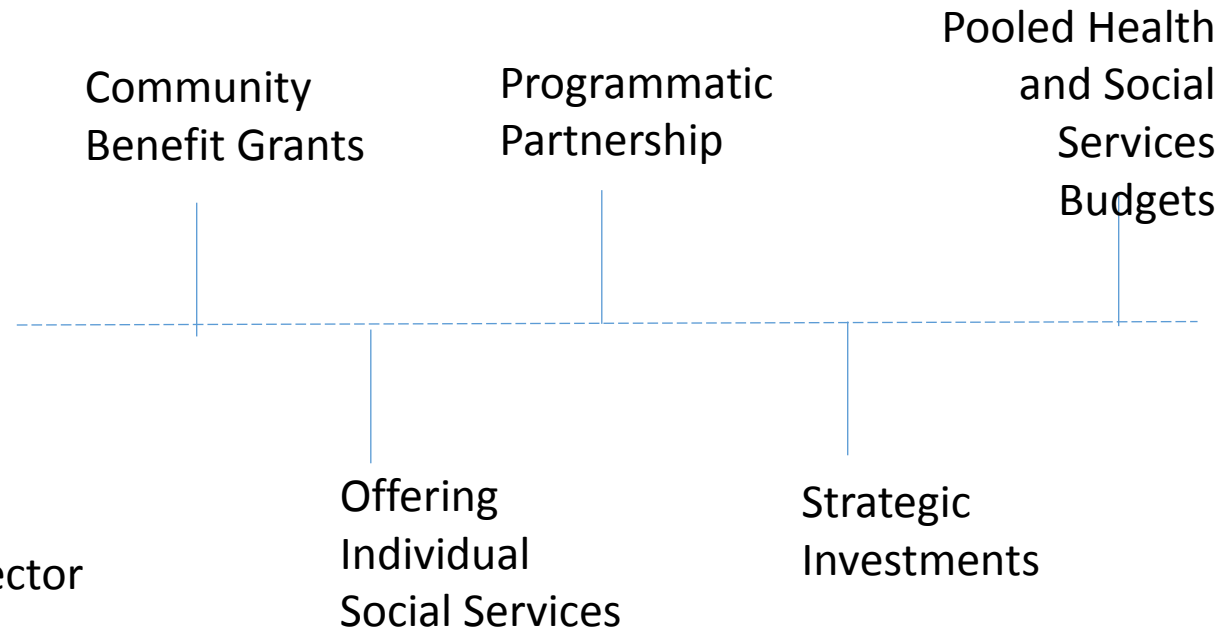 Community
Benefit Grants
Programmatic
Partnership
Pooled Health
and Social
Services
Budgets
ector
Offering
Individual
Social Services
Strategic
Investments